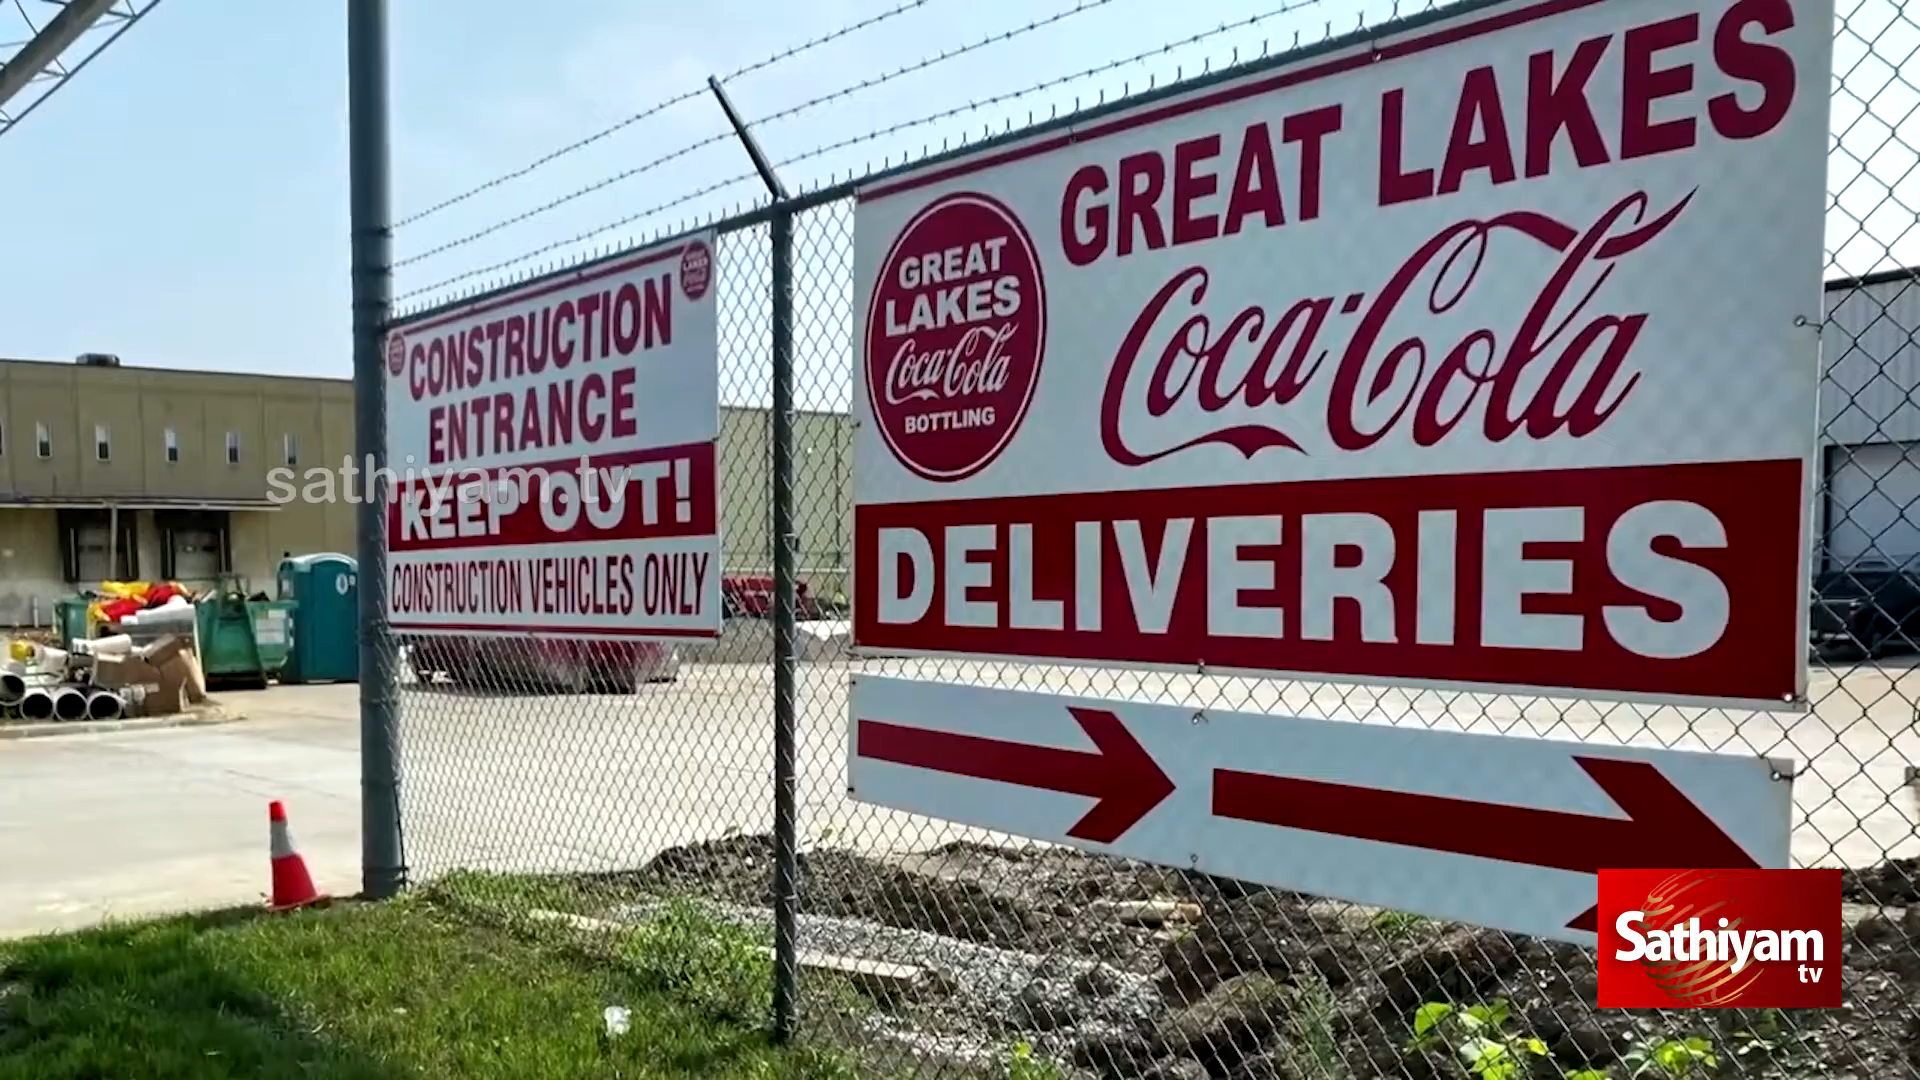 CONSTRUCTION
ENTRANCE
KEEP OUT!
CONSTRUCTION VEHICLES ONLY
GREAT
LAKES
Coca-Cola
BOTTLING
GREAT LAKES
Coca-Cola
DELIVERIES
sathiyam.tv
Sathiyam
tv